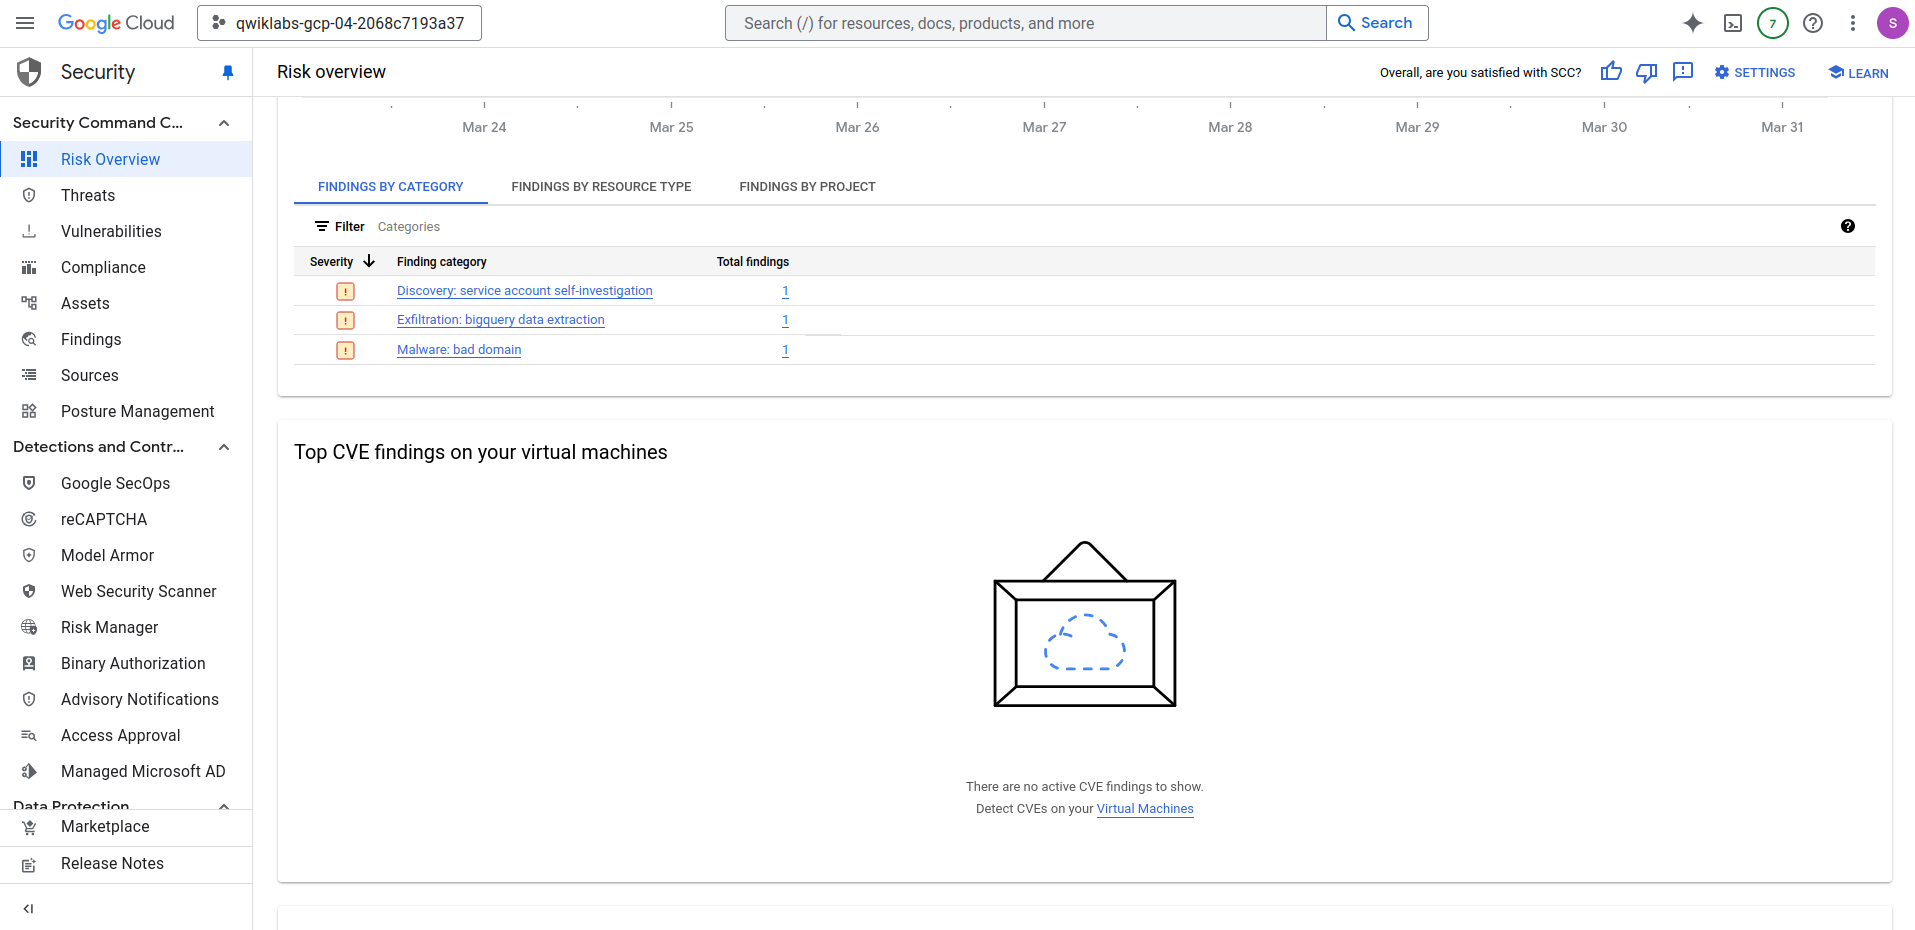 Google Cloud
qwiklabs-gcp-04-2068c7193a37
Search (/) for resources, docs, products, and more
Search
7
S
Security
Risk overview
Overall, are you satisfied with SCC?
SETTINGS
LEARN
Security Command C...
Risk Overview
Threats
Vulnerabilities
Compliance
Assets
Findings
Sources
Posture Management
Detections and Contr...
Google SecOps
reCAPTCHA
Model Armor
Web Security Scanner
Risk Manager
Binary Authorization
Advisory Notifications
Access Approval
Managed Microsoft AD
Data Protection
Marketplace
Release Notes
Mar 24 Mar 25 Mar 26 Mar 27 Mar 28 Mar 29 Mar 30 Mar 31
FINDINGS BY CATEGORY FINDINGS BY RESOURCE TYPE FINDINGS BY PROJECT
Filter Categories
Severity Finding category Total findings
Discovery: service account self-investigation 1
Exfiltration: bigquery data extraction 1
Malware: bad domain 1
Top CVE findings on your virtual machines
There are no active CVE findings to show.
Detect CVEs on your Virtual Machines